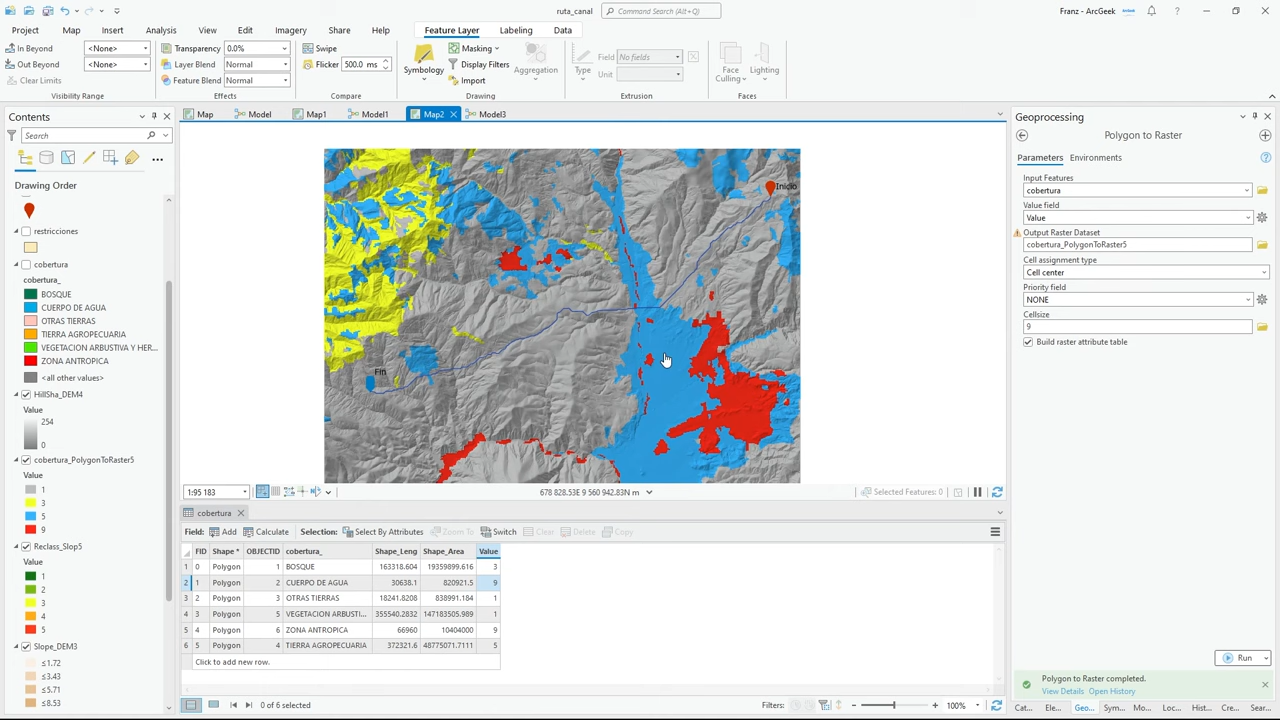 ruta_canal
Command Search (Alt+Q)
Franz - ArcGeek
Project Map Insert Analysis View Edit Imagery Share Help Feature Layer Labeling Data
In Beyond <None>
Out Beyond <None>
Clear Limits
Visibility Range
Transparency 0.0%
Layer Blend Normal
Feature Blend Normal
Effects
Swipe
Flicker 500.0 ms
Compare
Symbology
Masking
Display Filters
Import
Aggregation
Drawing
Type
Field No fields
Unit
Extrusion
Face Culling
Lighting
Faces
Contents
Search
Drawing Order
restricciones
cobertura
cobertura_
BOSQUE
CUERPO DE AGUA
OTRAS TIERRAS
TIERRA AGROPECUARIA
VEGETACION ARBUSTIVA Y HER...
ZONA ANTROPICA
<all other values>
HillSha_DEM4
Value
254
0
cobertura_PolygonToRaster5
Value
1
3
5
9
Reclass_Slop5
Value
1
2
3
4
5
Slope_DEM3
≤1.72
≤3.43
≤5.71
≤8.53
Map Model Map1 Model1 Map2 Model3
Inicio
Fin
1:95 183
678 828.53E 9 560 942.83N m
Selected Features: 0
cobertura
Field: Add Calculate Selection: Select By Attributes Zoom To Switch Clear Delete Copy
FID Shape * OBJECTID cobertura_ Shape_Leng Shape_Area Value
1 0 Polygon 1 BOSQUE 163318.604 19359899.616 3
2 1 Polygon 2 CUERPO DE AGUA 30638.1 820921.5 9
3 2 Polygon 3 OTRAS TIERRAS 18241.8208 838991.184 1
4 3 Polygon 5 VEGETACION ARBUSTI... 355540.2832 147183505.989 1
5 4 Polygon 6 ZONA ANTROPICA 66960 10404000 9
6 5 Polygon 4 TIERRA AGROPECUARIA 372321.6 48775071.7111 5
Click to add new row.
0 of 6 selected
Filters:
100%
Geoprocessing
Polygon to Raster
Parameters Environments
Input Features
cobertura
Value field
Value
Output Raster Dataset
cobertura_PolygonToRaster5
Cell assignment type
Cell center
Priority field
NONE
Cellsize
9
Build raster attribute table
Run
Polygon to Raster completed.
View Details Open History
Cat... Ele... Geo... Sym... Mo... Loc... Hist... Cre... Sear...